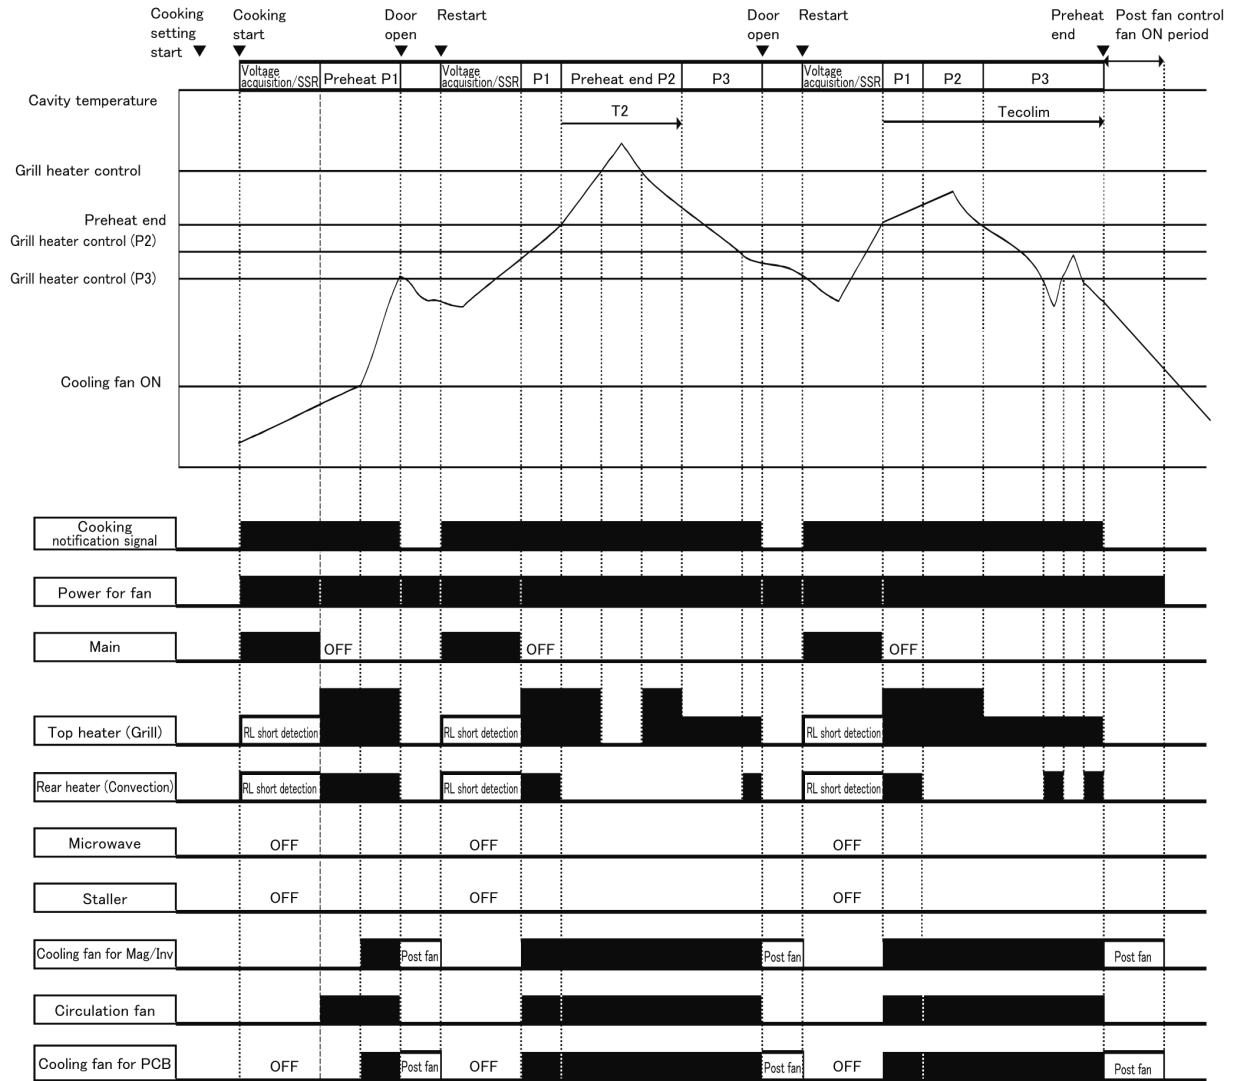 Cooking
setting
start
Cooking
start
Door
open
Restart
Door
open
Restart
Preheat
end
Post fan control
fan ON period
Voltage
acquisition/SSR
Preheat P1
Voltage
acquisition/SSR
P1
Preheat end P2
P3
Voltage
acquisition/SSR
P1
P2
P3
Cavity temperature
T2
Tecolim
Grill heater control
Preheat end
Grill heater control (P2)
Grill heater control (P3)
Cooling fan ON
Cooking
notification signal
Power for fan
Main
OFF
OFF
OFF
Top heater (Grill)
RL short detection
RL short detection
RL short detection
Rear heater (Convection)
RL short detection
RL short detection
RL short detection
Microwave
OFF
OFF
OFF
Staller
OFF
OFF
OFF
Cooling fan for Mag/Inv
Post fan
Post fan
Post fan
Circulation fan
Cooling fan for PCB
OFF
Post fan
OFF
Post fan
OFF
Post fan